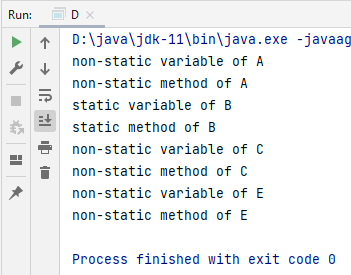 Run: D
D:\java\jdk-11\bin\java.exe -javaag
non-static variable of A
non-static method of A
static variable of B
static method of B
non-static variable of C
non-static method of C
non-static variable of E
non-static method of E
Process finished with exit code 0